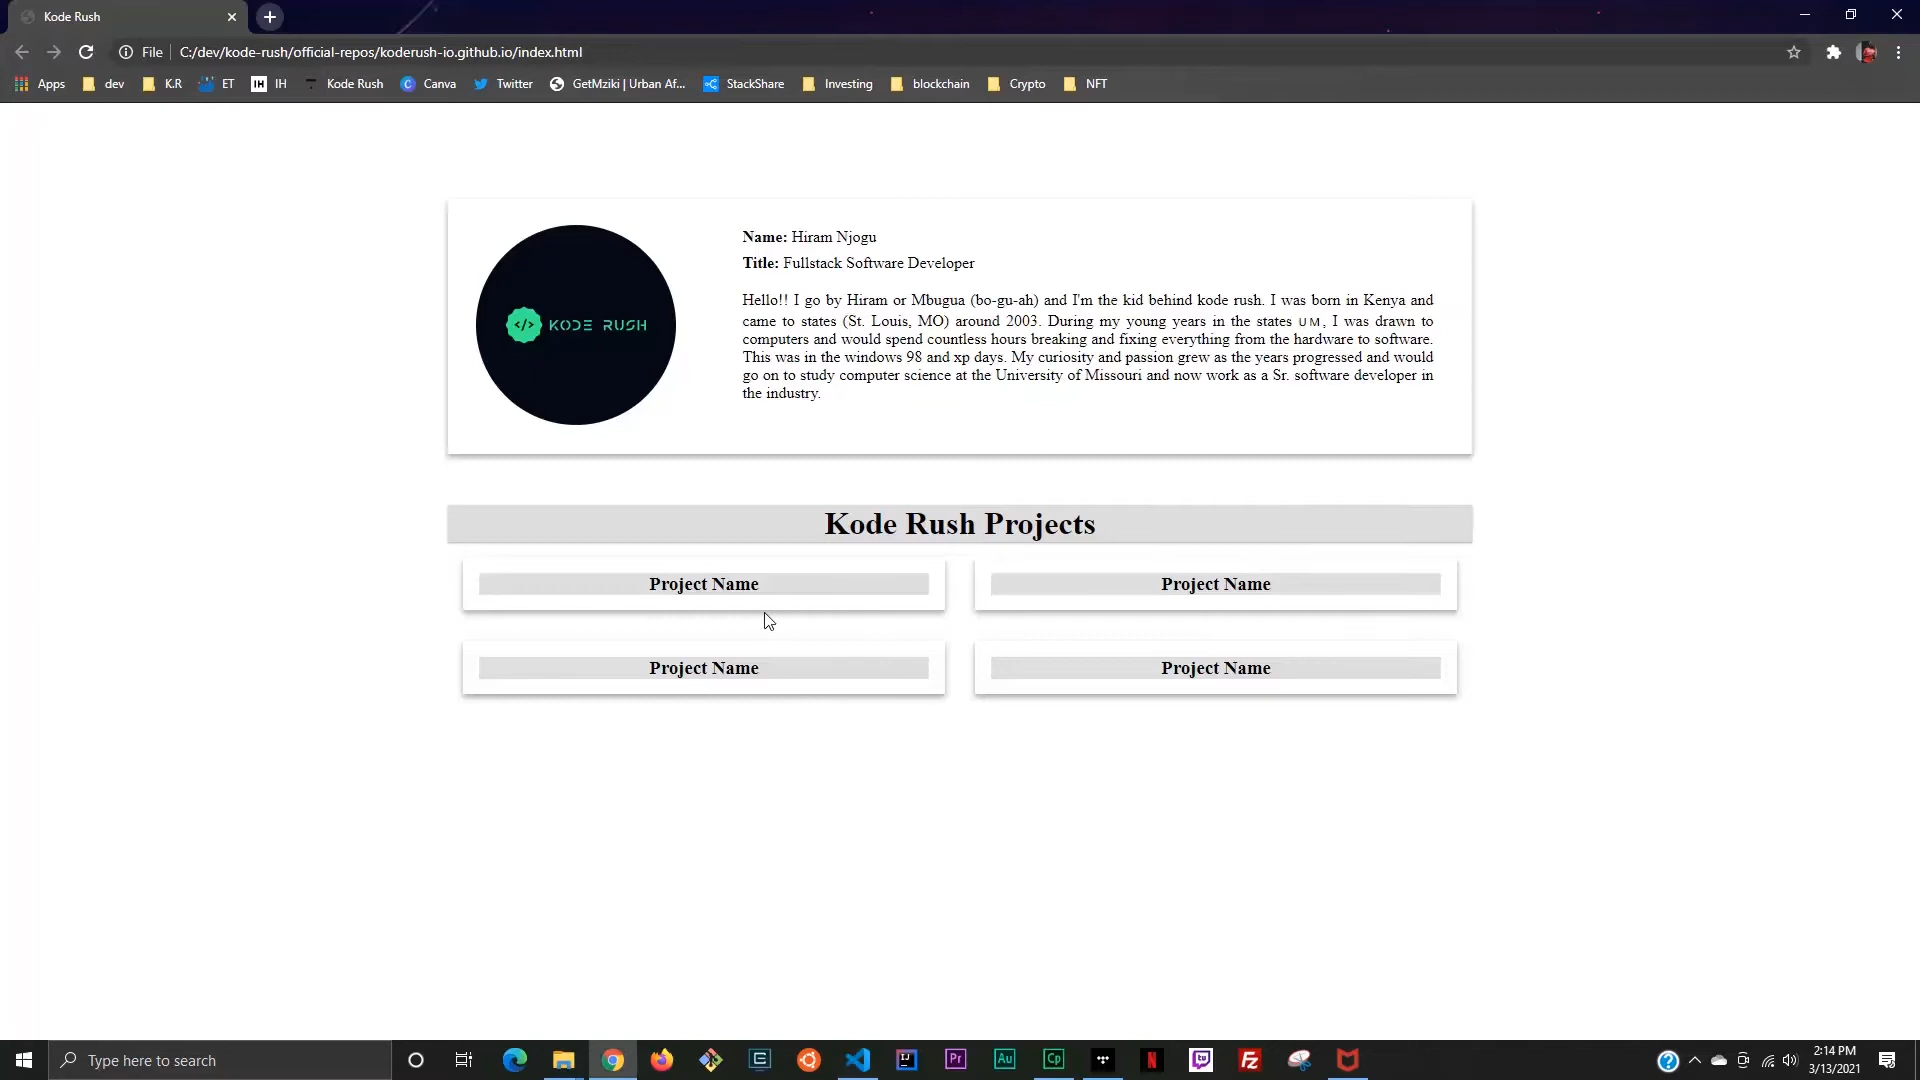 Kode Rush
File C:/dev/kode-rush/official-repos/koderush-io.github.io/index.html
Apps dev K.R ET IH IH Kode Rush Canva Twitter GetMziki | Urban Af... StackShare Investing blockchain Crypto NFT
Name: Hiram Njogu
Title: Fullstack Software Developer
</> KODE RUSH
Hello!! I go by Hiram or Mbugua (bo-gu-ah) and I'm the kid behind kode rush. I was born in Kenya and
came to states (St. Louis, MO) around 2003. During my young years in the states ᴜᴍ, I was drawn to
computers and would spend countless hours breaking and fixing everything from the hardware to software.
This was in the windows 98 and xp days. My curiosity and passion grew as the years progressed and would
go on to study computer science at the University of Missouri and now work as a Sr. software developer in
the industry.
Kode Rush Projects
Project Name Project Name
Project Name Project Name
Type here to search
IJ Pr Au Cp N Fz
2:14 PM
3/13/2021